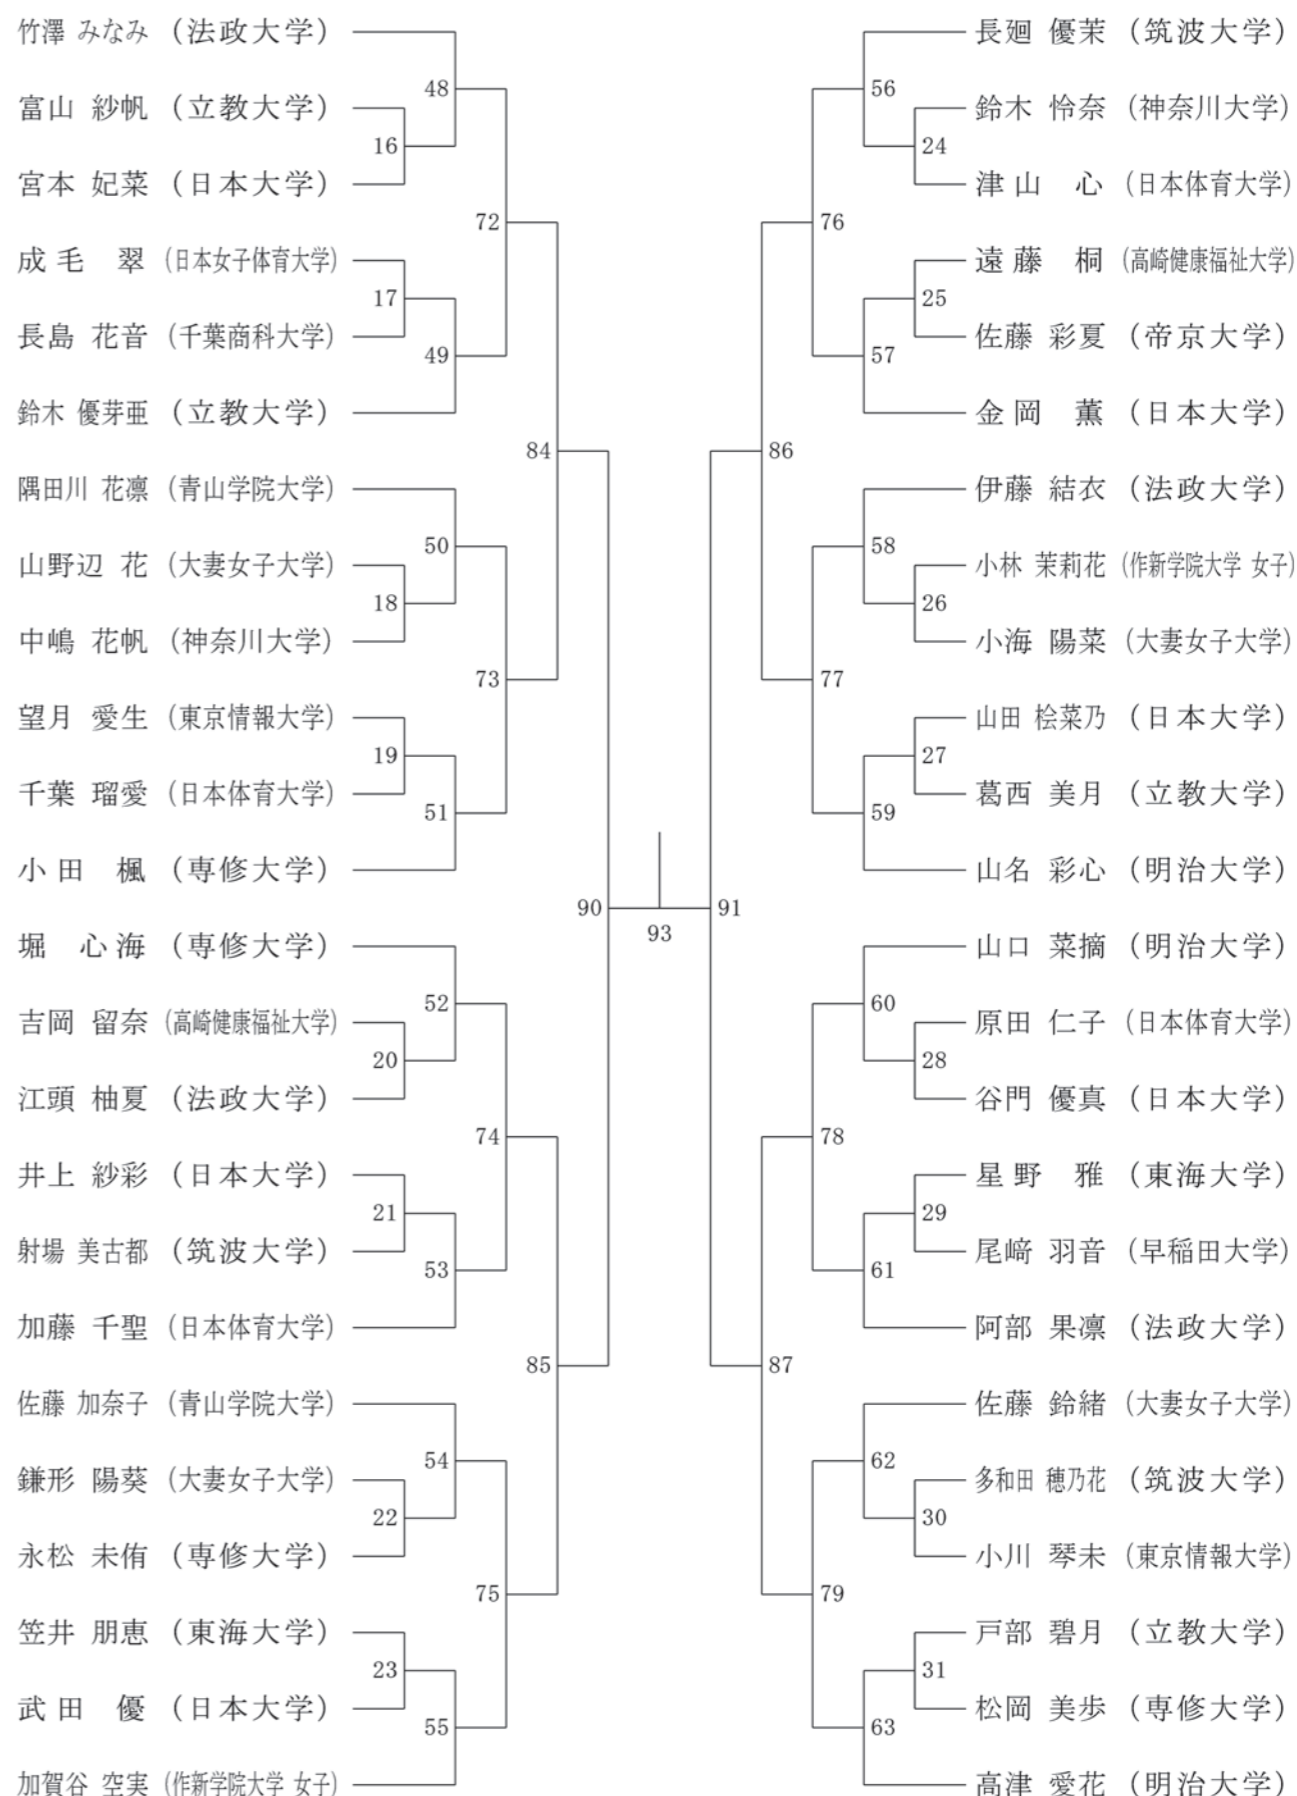 竹澤 みなみ (法政大学)
48
富山 紗帆 (立教大学)
16
宮本 妃菜 (日本大学)
72
成毛 翠 (日本女子体育大学)
17
長島 花音 (千葉商科大学)
49
鈴木 優芽亜 (立教大学)
84
隅田川 花凛 (青山学院大学)
50
山野辺 花 (大妻女子大学)
18
中嶋 花帆 (神奈川大学)
73
望月 愛生 (東京情報大学)
19
千葉 瑠愛 (日本体育大学)
51
小田 楓 (専修大学)
90
堀 心海 (専修大学)
52
吉岡 留奈 (高崎健康福祉大学)
20
江頭 柚夏 (法政大学)
74
井上 紗彩 (日本大学)
21
射場 美古都 (筑波大学)
53
加藤 千聖 (日本体育大学)
85
佐藤 加奈子 (青山学院大学)
54
鎌形 陽葵 (大妻女子大学)
22
永松 未侑 (専修大学)
75
笠井 朋恵 (東海大学)
23
武田 優 (日本大学)
55
加賀谷 空実 (作新学院大学 女子)
93
長廻 優茉 (筑波大学)
56
鈴木 怜奈 (神奈川大学)
24
津山 心 (日本体育大学)
76
遠藤 桐 (高崎健康福祉大学)
25
佐藤 彩夏 (帝京大学)
57
金岡 薫 (日本大学)
86
伊藤 結衣 (法政大学)
58
小林 茉莉花 (作新学院大学 女子)
26
小海 陽菜 (大妻女子大学)
77
山田 桧菜乃 (日本大学)
27
葛西 美月 (立教大学)
59
山名 彩心 (明治大学)
91
山口 菜摘 (明治大学)
60
原田 仁子 (日本体育大学)
28
谷門 優真 (日本大学)
78
星野 雅 (東海大学)
29
尾﨑 羽音 (早稲田大学)
61
阿部 果凛 (法政大学)
87
佐藤 鈴緒 (大妻女子大学)
62
多和田 穂乃花 (筑波大学)
30
小川 琴未 (東京情報大学)
79
戸部 碧月 (立教大学)
31
松岡 美歩 (専修大学)
63
高津 愛花 (明治大学)